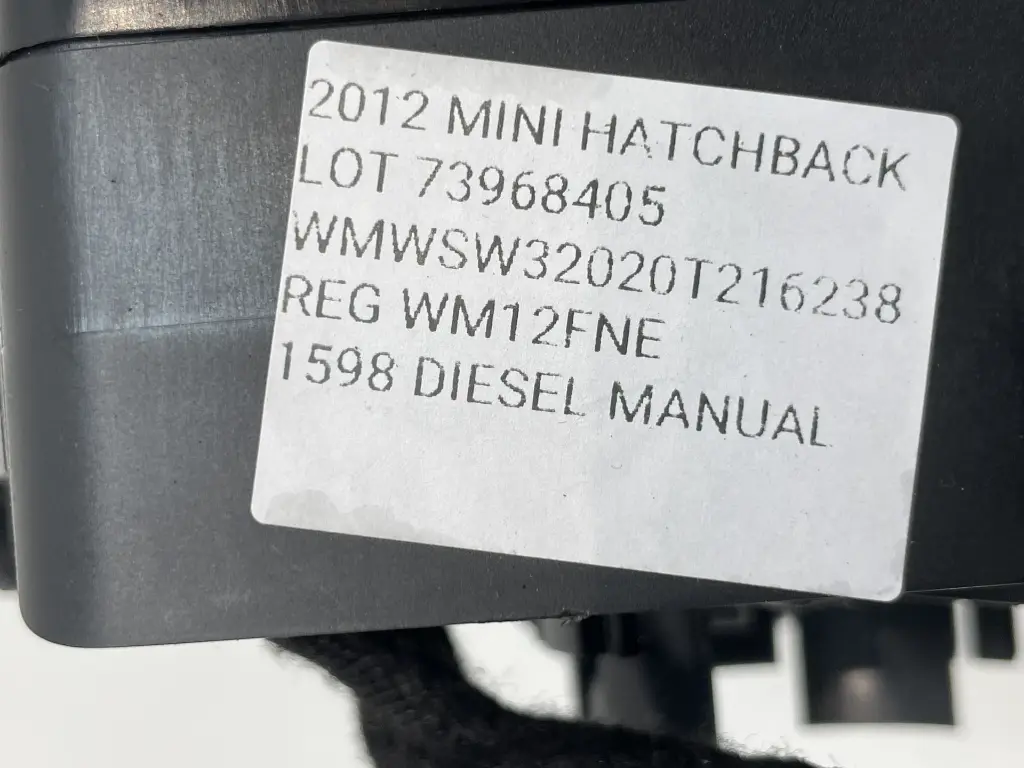 2012 MINI HATCHBACK
LOT 73968405
WMWSW32020T216238
REG WM12FNE
1598 DIESEL MANUAL